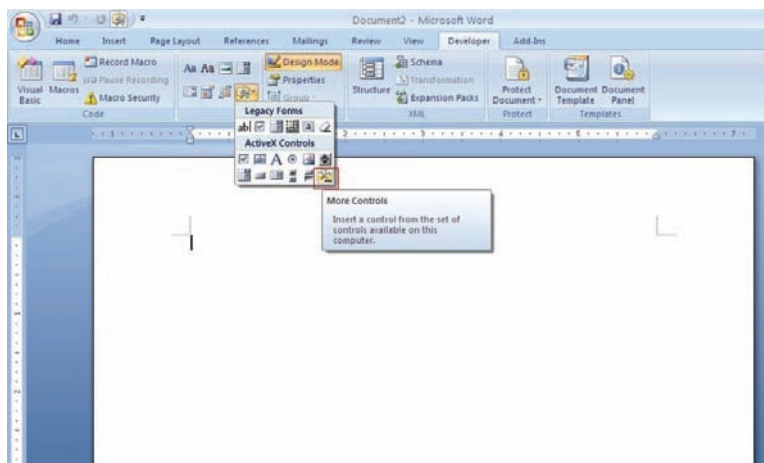 Document2 - Microsoft Word
Home Insert Page Layout References Mailings Review View Developer Add-Ins
Visual Basic
Macros
Record Macro
Pause Recording
Macro Security
Code
Aa Aa
Design Mode
Properties
Group
Structure
Schema
Transformation
Expansion Packs
XML
Protect Document
Protect
Document Template
Document Panel
Templates
Legacy Forms
ab
ActiveX Controls
A
More Controls
Insert a control from the set of
controls available on this
computer.